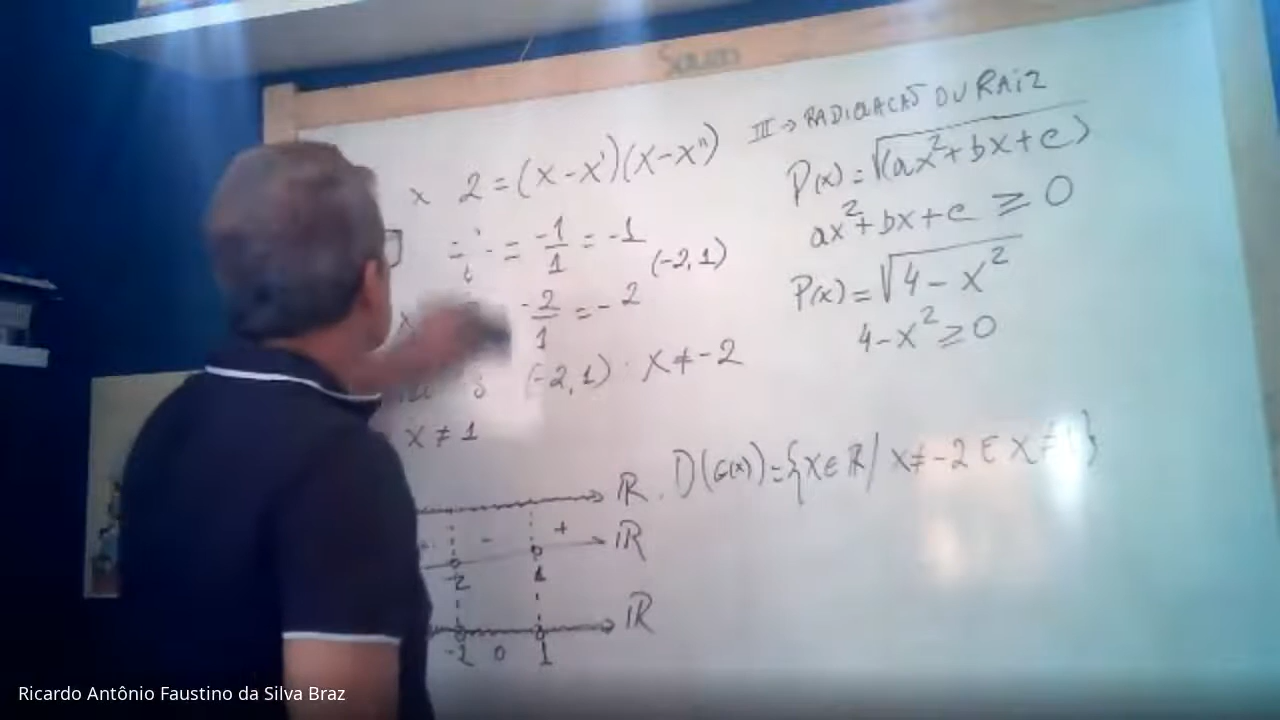 x 2 = (x-x')(x-x")
= -1/1 = -1
(-2,1)
-2/1 = -2
(-2,1) . x≠-2
x ≠ 1
III → RADICIAÇÃO OU RAIZ
P(x) = √(ax²+bx+c)
ax²+bx+c ≥ 0
P(x) = √4-x²
4-x² ≥ 0
ℝ. D(G(x))={x∈ℝ/ x≠-2 E x≠1}
- + ℝ
-2 1
ℝ
-2 0 1
Ricardo Antônio Faustino da Silva Braz